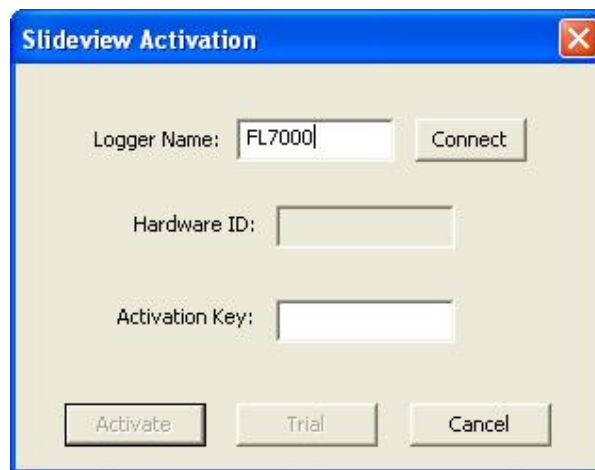 Slideview Activation
Logger Name: FL7000 Connect
Hardware ID:
Activation Key:
Activate Trial Cancel